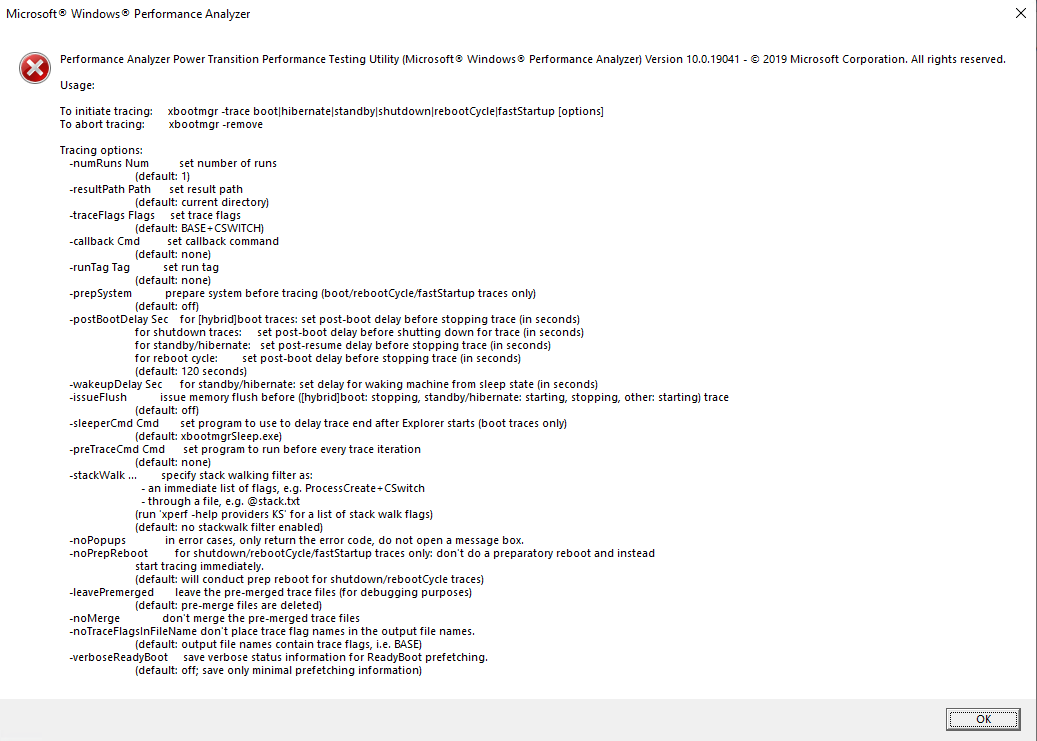 Microsoft® Windows® Performance Analyzer
Performance Analyzer Power Transition Performance Testing Utility (Microsoft® Windows® Performance Analyzer) Version 10.0.19041 - © 2019 Microsoft Corporation. All rights reserved.
Usage:
To initiate tracing: xbootmgr -trace boot|hibernate|standby|shutdown|rebootCycle|fastStartup [options]
To abort tracing: xbootmgr -remove
Tracing options:
-numRuns Num set number of runs
(default: 1)
-resultPath Path set result path
(default: current directory)
-traceFlags Flags set trace flags
(default: BASE+CSWITCH)
-callback Cmd set callback command
(default: none)
-runTag Tag set run tag
(default: none)
-prepSystem prepare system before tracing (boot/rebootCycle/fastStartup traces only)
(default: off)
-postBootDelay Sec for [hybrid]boot traces: set post-boot delay before stopping trace (in seconds)
for shutdown traces: set post-boot delay before shutting down for trace (in seconds)
for standby/hibernate: set post-resume delay before stopping trace (in seconds)
for reboot cycle: set post-boot delay before stopping trace (in seconds)
(default: 120 seconds)
-wakeupDelay Sec for standby/hibernate: set delay for waking machine from sleep state (in seconds)
-issueFlush issue memory flush before ([hybrid]boot: stopping, standby/hibernate: starting, stopping, other: starting) trace
(default: off)
-sleeperCmd Cmd set program to use to delay trace end after Explorer starts (boot traces only)
(default: xbootmgrSleep.exe)
-preTraceCmd Cmd set program to run before every trace iteration
(default: none)
-stackWalk ... specify stack walking filter as:
- an immediate list of flags, e.g. ProcessCreate+CSwitch
- through a file, e.g. @stack.txt
(run 'xperf -help providers KS' for a list of stack walk flags)
(default: no stackwalk filter enabled)
-noPopups in error cases, only return the error code, do not open a message box.
-noPrepReboot for shutdown/rebootCycle/fastStartup traces only: don't do a preparatory reboot and instead
start tracing immediately.
(default: will conduct prep reboot for shutdown/rebootCycle traces)
-leavePremerged leave the pre-merged trace files (for debugging purposes)
(default: pre-merge files are deleted)
-noMerge don't merge the pre-merged trace files
-noTraceFlagsInFileName don't place trace flag names in the output file names.
(default: output file names contain trace flags, i.e. BASE)
-verboseReadyBoot save verbose status information for ReadyBoot prefetching.
(default: off; save only minimal prefetching information)
OK